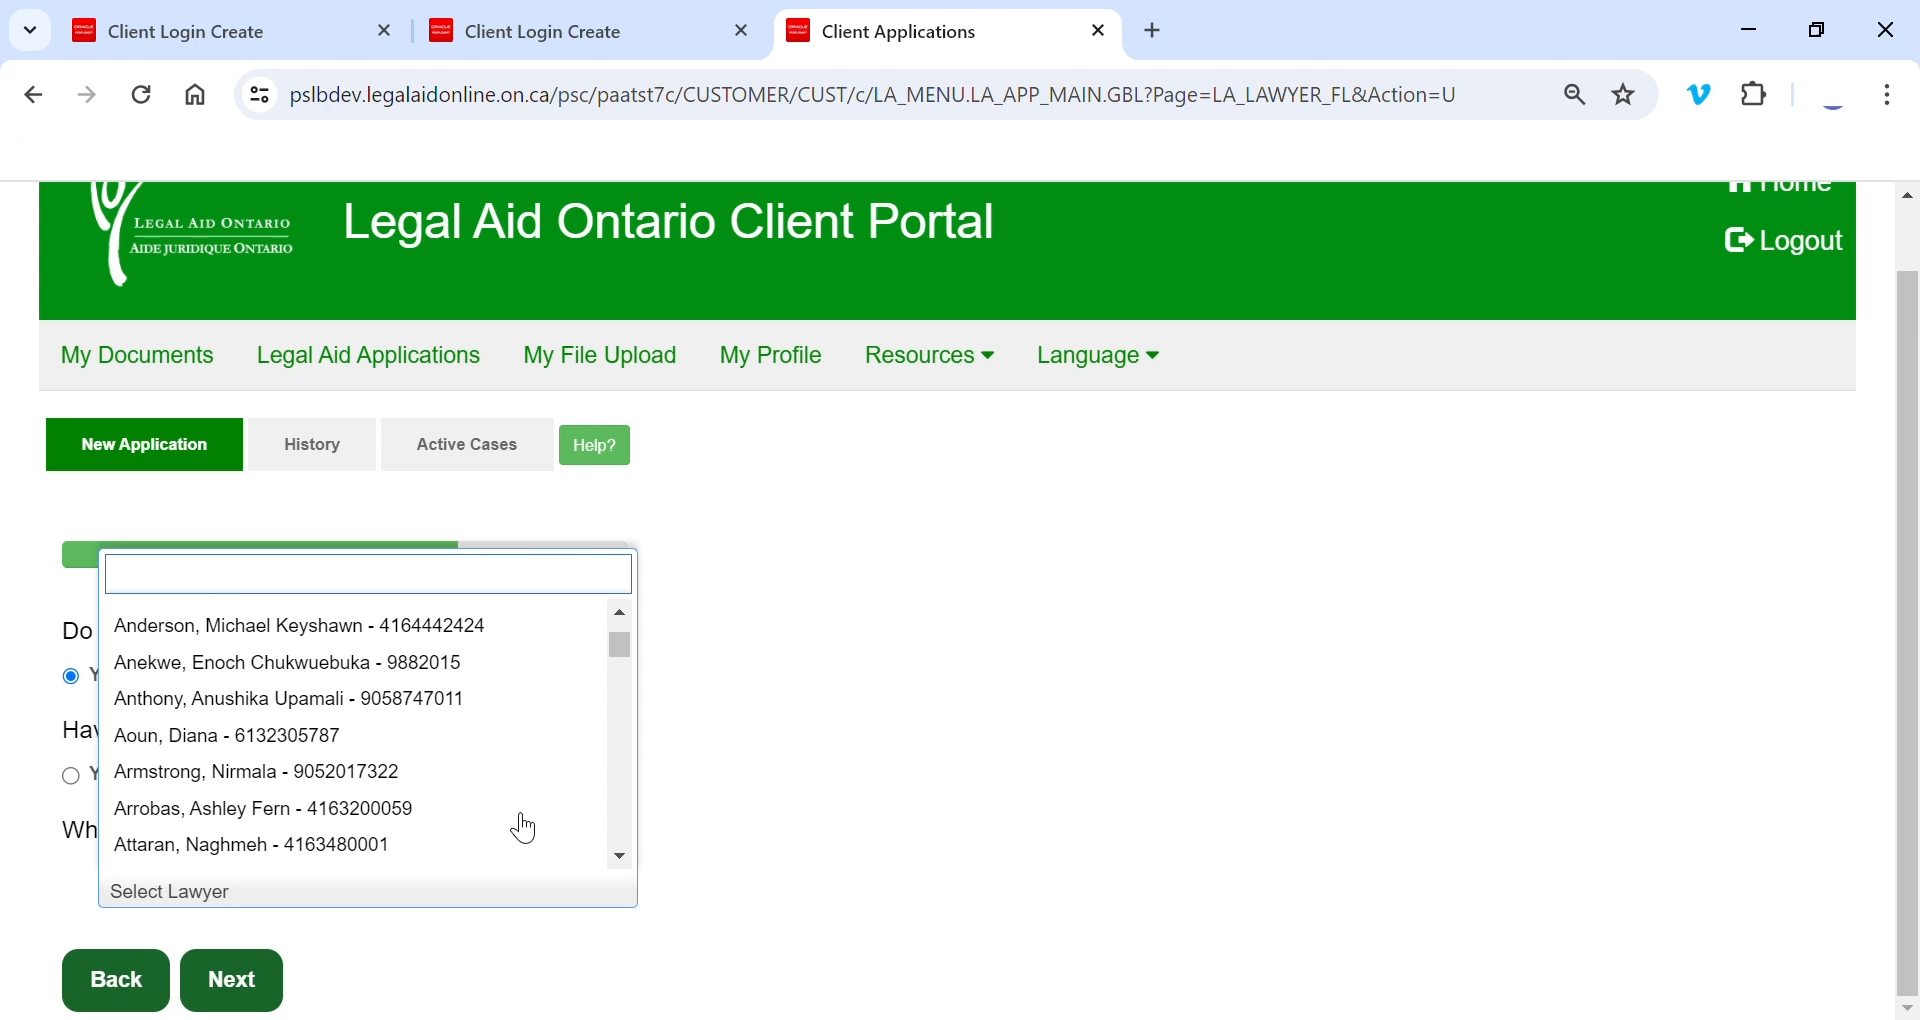 Client Login Create
Client Login Create
Client Applications
pslbdev.legalaidonline.on.ca/psc/paatst7c/CUSTOMER/CUST/c/LA_MENU.LA_APP_MAIN.GBL?Page=LA_LAWYER_FL&Action=U
Home
LEGAL AID ONTARIO
AIDE JURIDIQUE ONTARIO
Legal Aid Ontario Client Portal
Logout
My Documents Legal Aid Applications My File Upload My Profile Resources Language
New Application History Active Cases Help?
Do
Anderson, Michael Keyshawn - 4164442424
Anekwe, Enoch Chukwuebuka - 9882015
Anthony, Anushika Upamali - 9058747011
Aoun, Diana - 6132305787
Armstrong, Nirmala - 9052017322
Arrobas, Ashley Fern - 4163200059
Attaran, Naghmeh - 4163480001
Select Lawyer
Back Next